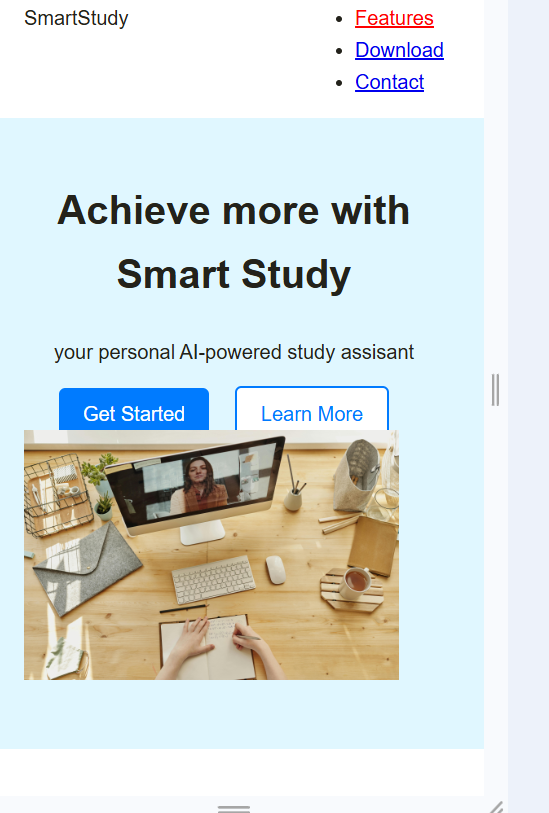 SmartStudy
Features
Download
Contact
Achieve more with
Smart Study
your personal AI-powered study assisant
Get Started
Learn More